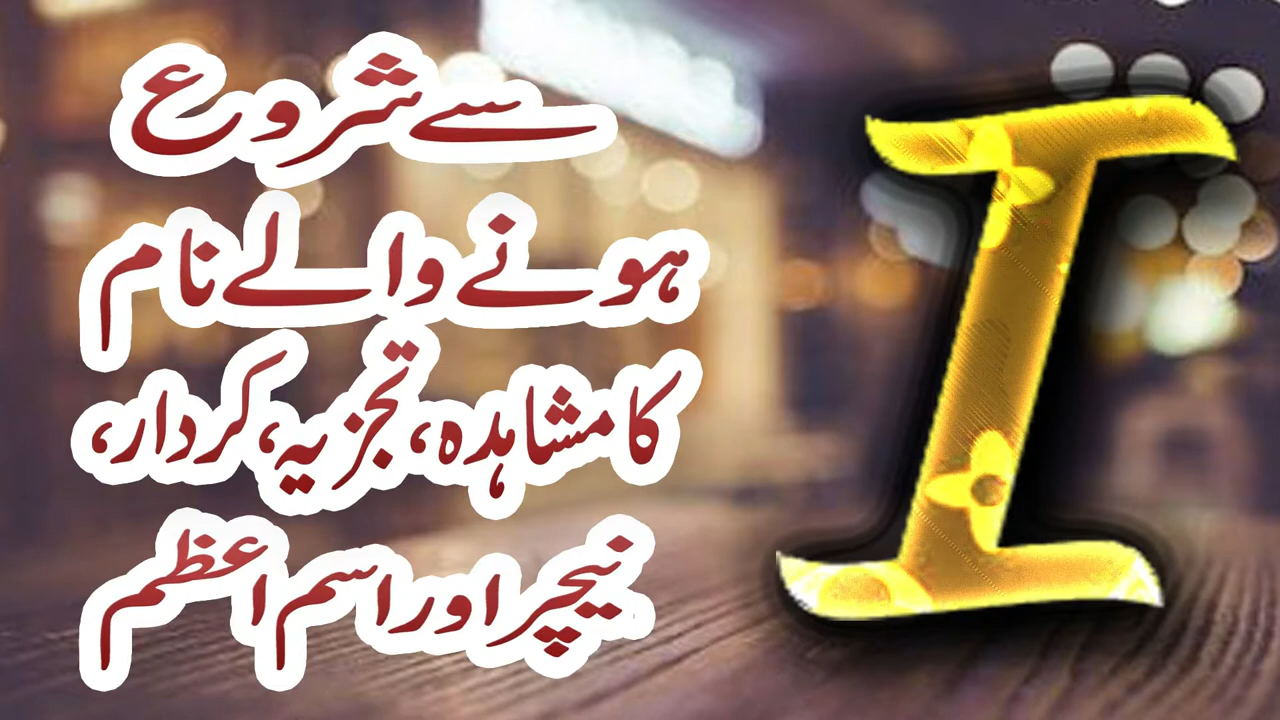 I
سے شروع
ہونے والے نام
کا مشاہدہ، تجزیہ، کردار،
نیچر اور اسم اعظم